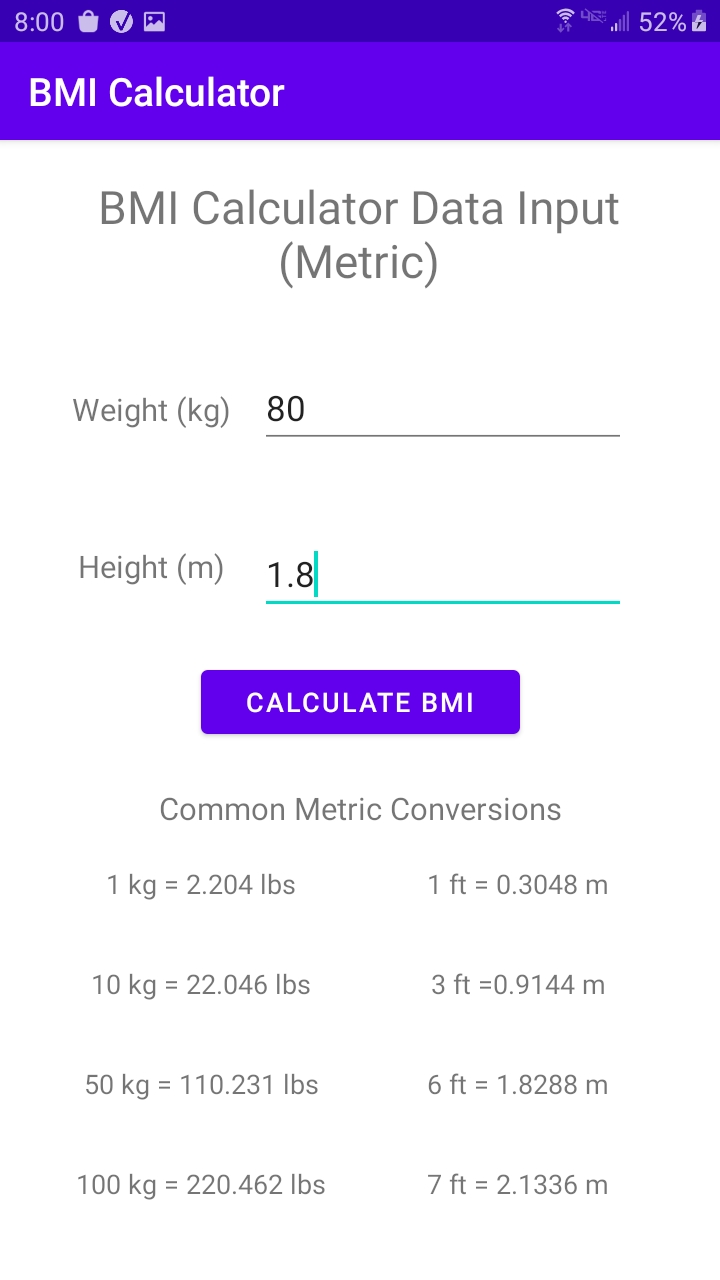 8:00 52%
BMI Calculator
BMI Calculator Data Input
(Metric)
Weight (kg) 80
Height (m) 1.8
CALCULATE BMI
Common Metric Conversions
1 kg = 2.204 lbs 1 ft = 0.3048 m
10 kg = 22.046 lbs 3 ft =0.9144 m
50 kg = 110.231 lbs 6 ft = 1.8288 m
100 kg = 220.462 lbs 7 ft = 2.1336 m